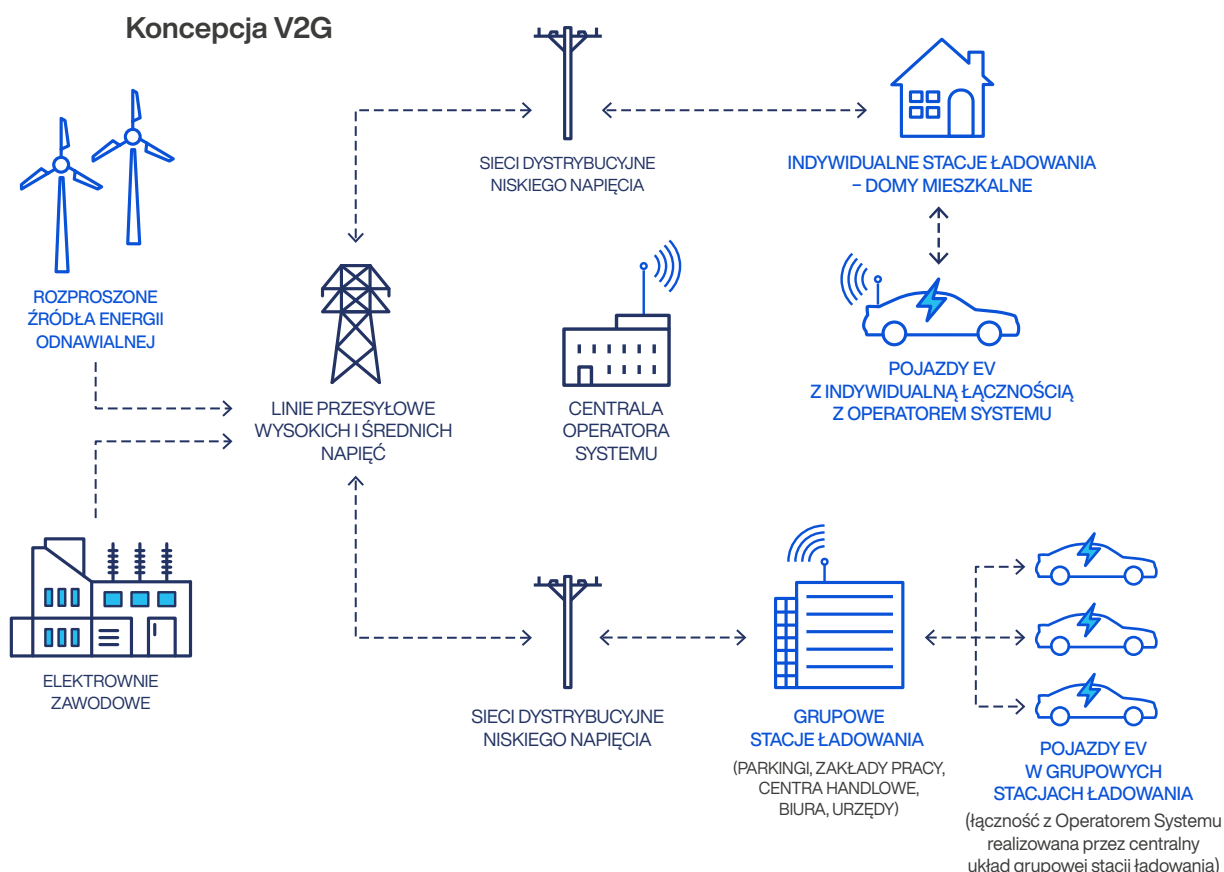 Koncepcja V2G
SIECI DYSTRYBUCYJNE
NISKIEGO NAPIĘCIA
INDYWIDUALNE STACJE ŁADOWANIA
– DOMY MIESZKALNE
ROZPROSZONE
ŹRÓDŁA ENERGII
ODNAWIALNEJ
LINIE PRZESYŁOWE
WYSOKICH I ŚREDNICH
NAPIĘĆ
CENTRALA
OPERATORA
SYSTEMU
POJAZDY EV
Z INDYWIDUALNĄ ŁĄCZNOŚCIĄ
Z OPERATOREM SYSTEMU
ELEKTROWNIE
ZAWODOWE
SIECI DYSTRYBUCYJNE
NISKIEGO NAPIĘCIA
GRUPOWE
STACJE ŁADOWANIA
(PARKINGI, ZAKŁADY PRACY,
CENTRA HANDLOWE,
BIURA, URZĘDY)
POJAZDY EV
W GRUPOWYCH
STACJACH ŁADOWANIA
(łączność z Operatorem Systemu
realizowana przez centralny
układ grupowej stacji ładowania)